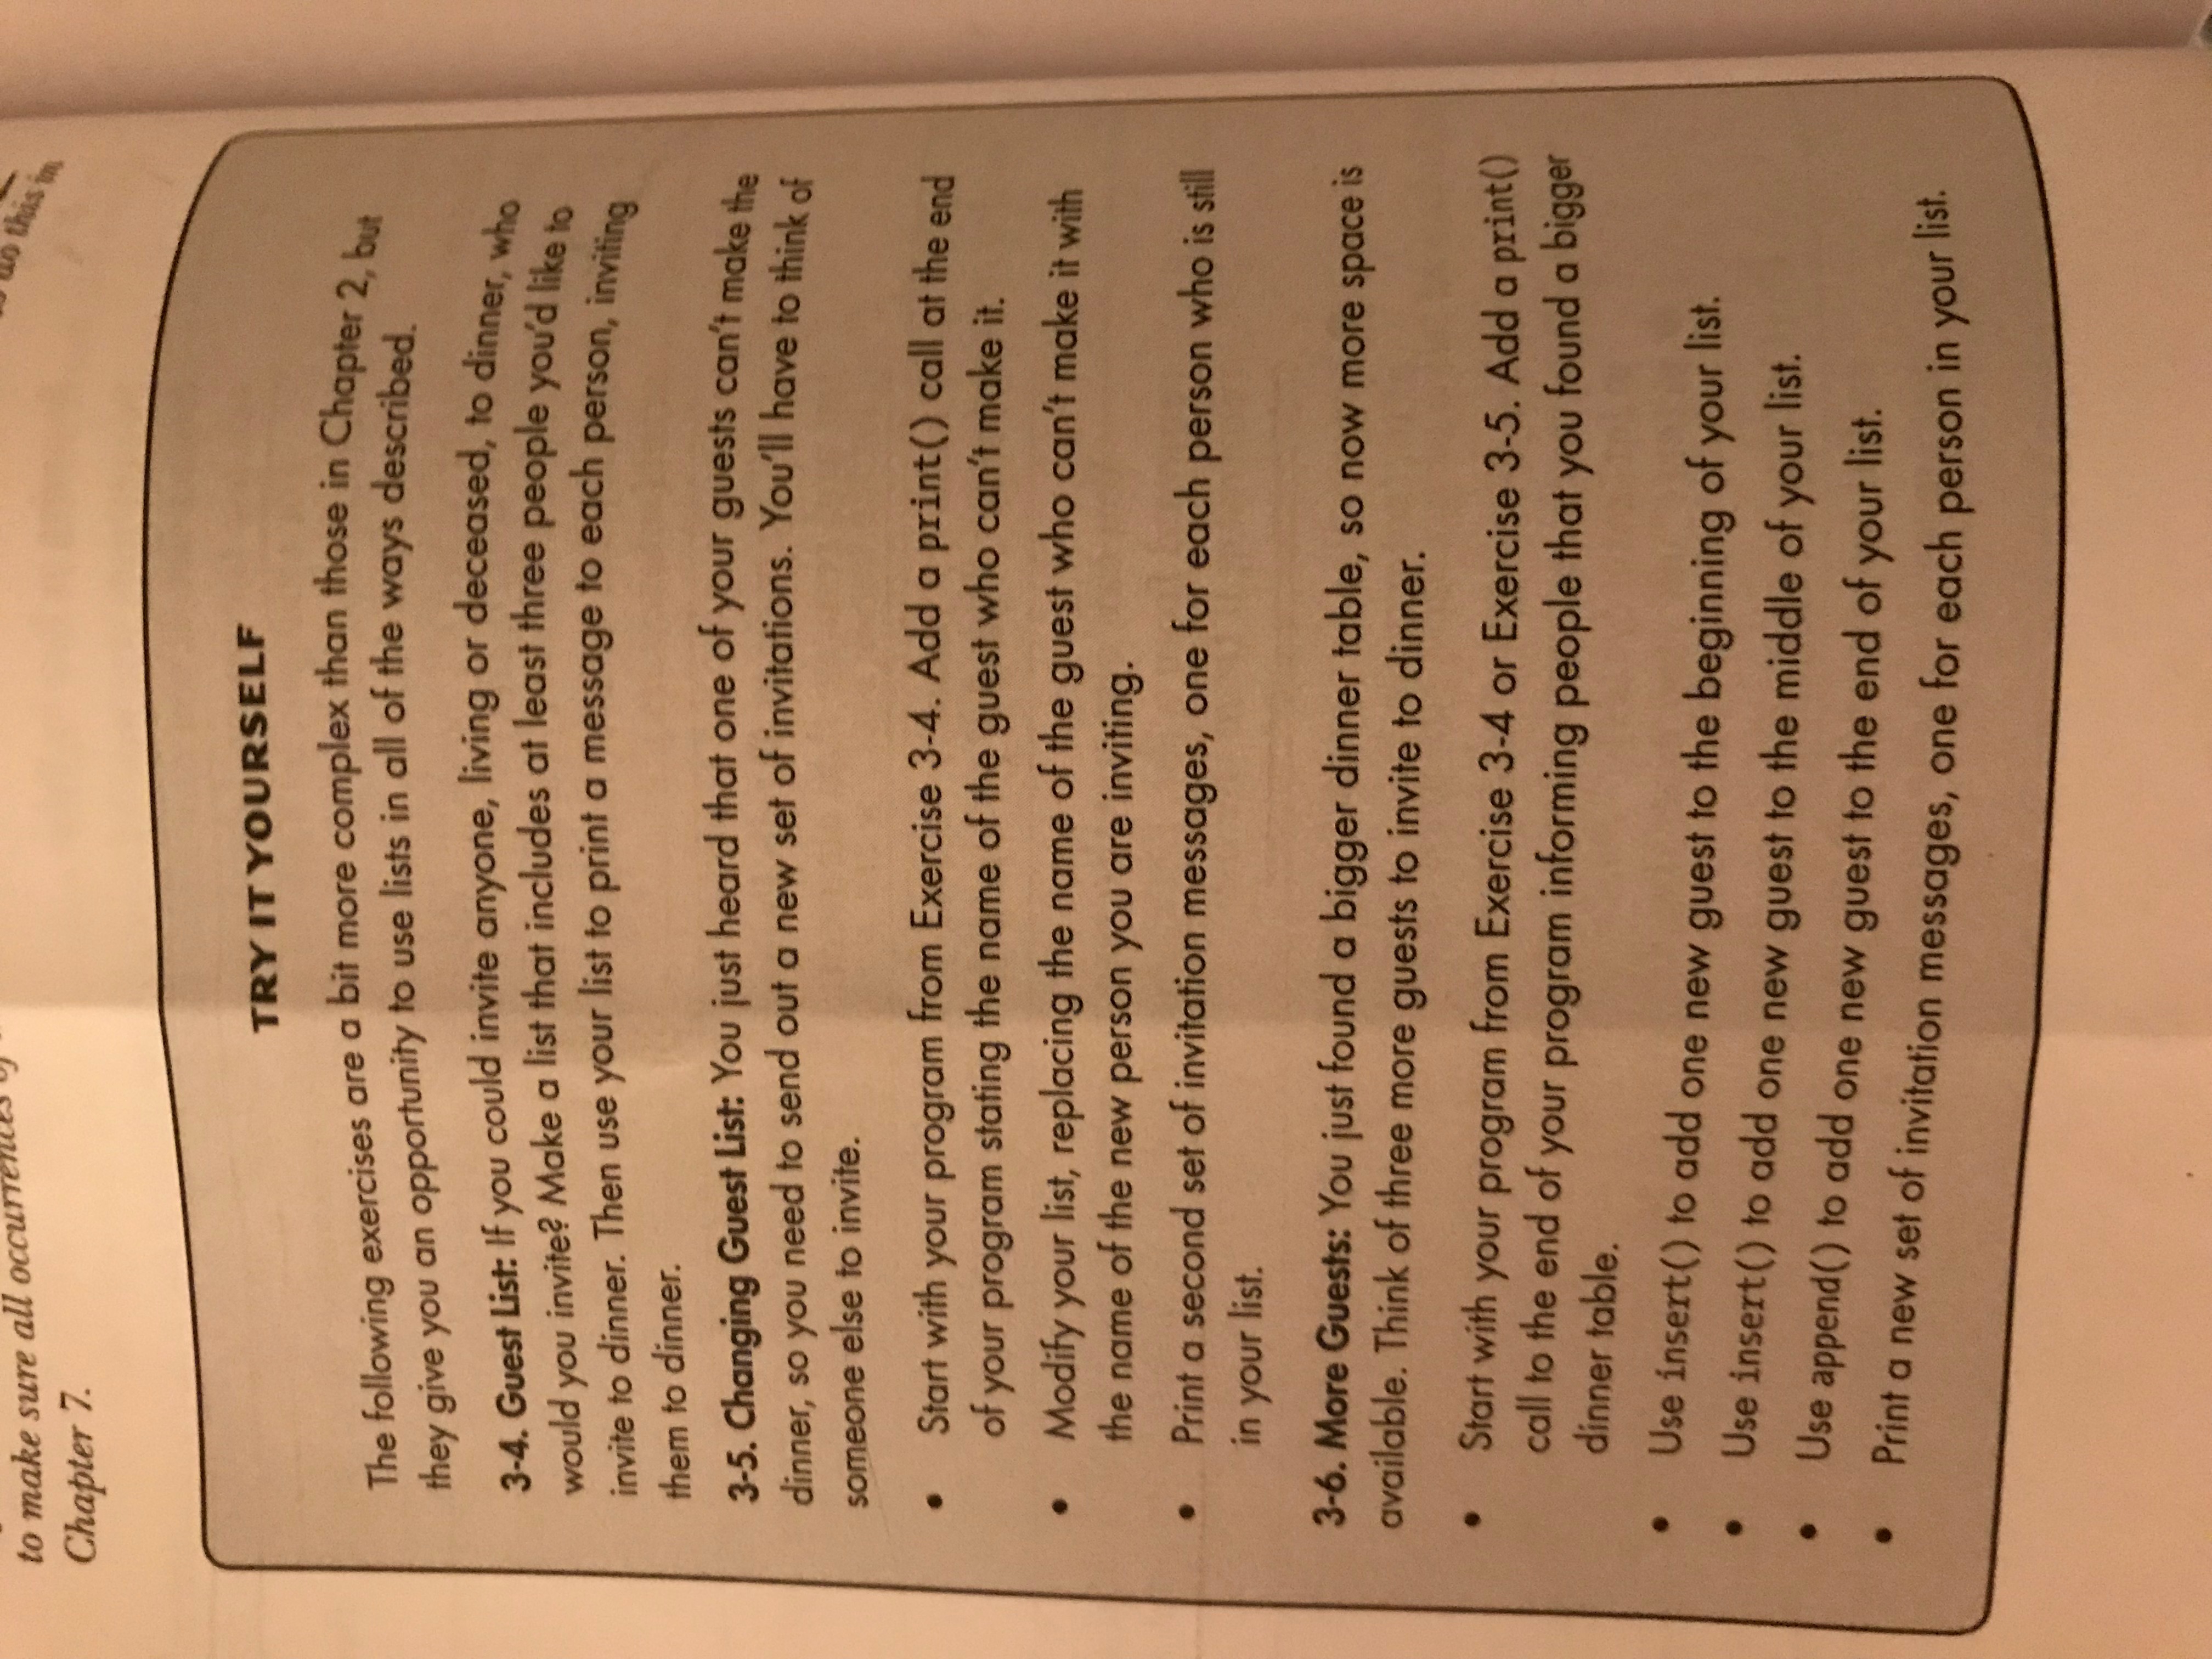 to make sure all occurrences of
do this in
Chapter 7.
TRY IT YOURSELF
The following exercises are a bit more complex than those in Chapter 2, but
they give you an opportunity to use lists in all of the ways described.
3-4. Guest List: If you could invite anyone, living or deceased, to dinner, who
would you invite? Make a list that includes at least three people you'd like to
invite to dinner. Then use your list to print a message to each person, inviting
them to dinner.
3-5. Changing Guest List: You just heard that one of your guests can't make the
dinner, so you need to send out a new set of invitations. You'll have to think of
someone else to invite.
• Start with your program from Exercise 3-4. Add a print() call at the end
of your program stating the name of the guest who can't make it.
• Modify your list, replacing the name of the guest who can't make it with
the name of the new person you are inviting.
• Print a second set of invitation messages, one for each person who is still
in your list.
3-6. More Guests: You just found a bigger dinner table, so now more space is
available. Think of three more guests to invite to dinner.
• Start with your program from Exercise 3-4 or Exercise 3-5. Add a print()
call to the end of your program informing people that you found a bigger
dinner table.
• Use insert() to add one new guest to the beginning of your list.
• Use insert() to add one new guest to the middle of your list.
• Use append() to add one new guest to the end of your list.
• Print a new set of invitation messages, one for each person in your list.